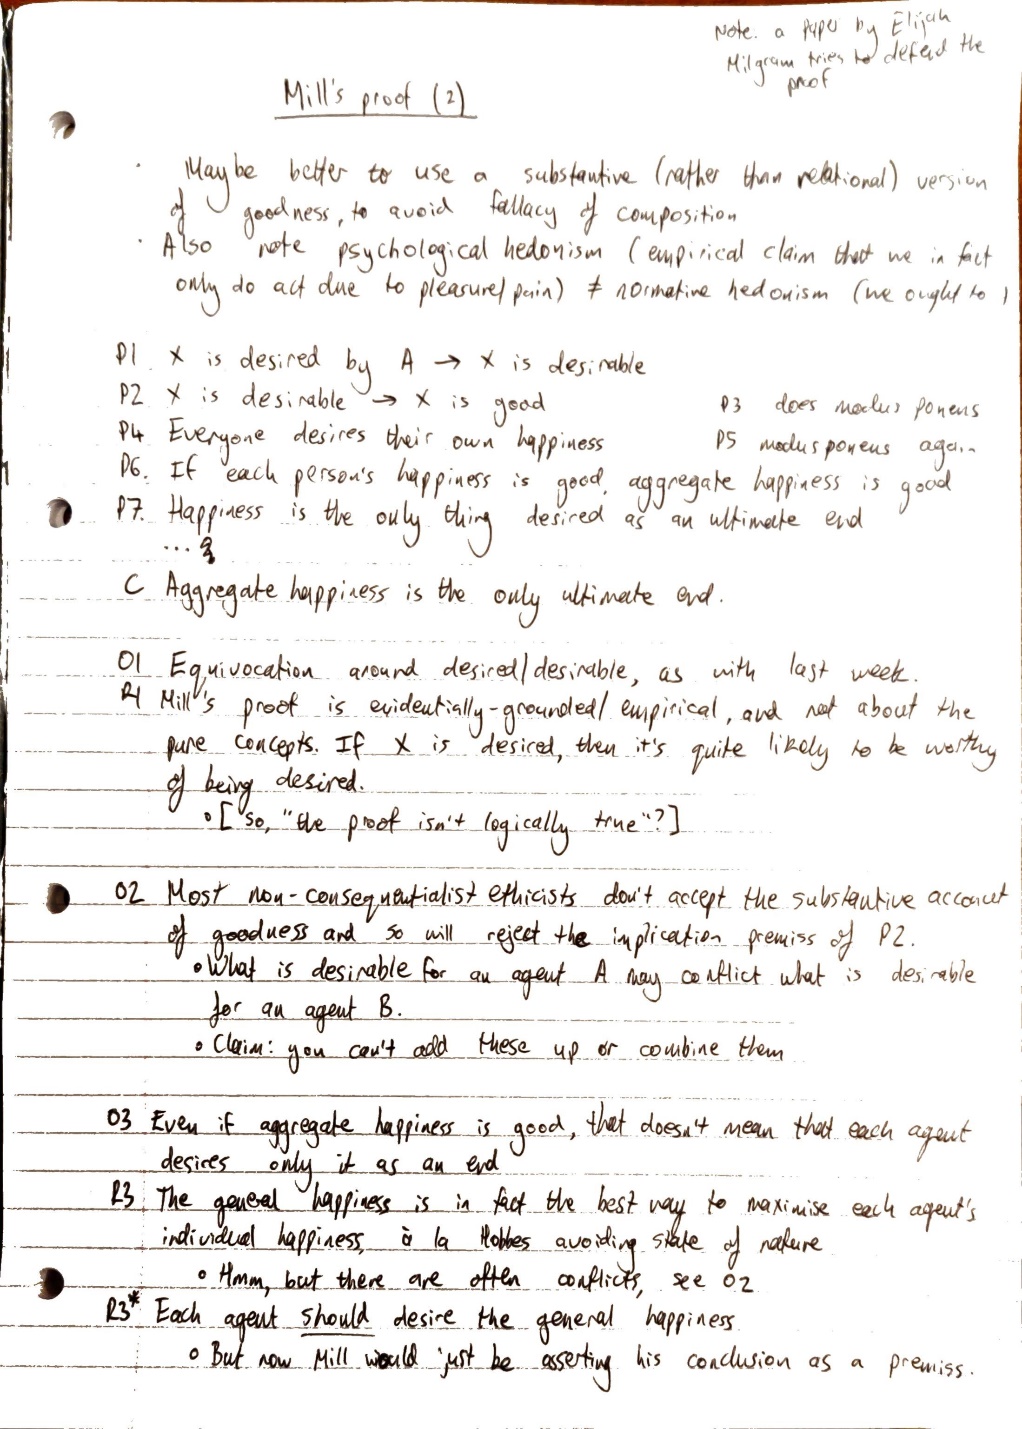 Note. a paper by Elijah
Milgram tries to defend the
proof
Mill's proof (2)
· Maybe better to use a substantive (rather than relational) version
of goodness, to avoid fallacy of composition
· Also note psychological hedonism (empirical claim that we in fact
only do act due to pleasure/pain) ≠ normative hedonism (we ought to)
P1 X is desired by A → X is desirable
P2 X is desirable → X is good
P3 does modus ponens
P4 Everyone desires their own happiness
P5 modus ponens again
P6. If each person's happiness is good, aggregate happiness is good
P7. Happiness is the only thing desired as an ultimate end
...
C Aggregate happiness is the only ultimate end.
O1 Equivocation around desired/desirable, as with last week.
R1 Mill's proof is evidentially-grounded/empirical, and not about the
pure concepts. If X is desired, then it's quite likely to be worthy
of being desired.
• [So, "the proof isn't logically true"?]
O2 Most non-consequentialist ethicists don't accept the substantive account
of goodness and so will reject the implication premiss of P2.
• What is desirable for an agent A may conflict what is desirable
for an agent B.
• Claim: you can't add these up or combine them
O3 Even if aggregate happiness is good, that doesn't mean that each agent
desires only it as an end
R3 The general happiness is in fact the best way to maximise each agent's
individual happiness, à la Hobbes avoiding state of nature
• Hmm, but there are often conflicts, see O2
R3* Each agent should desire the general happiness
• But now Mill would just be asserting his conclusion as a premiss.